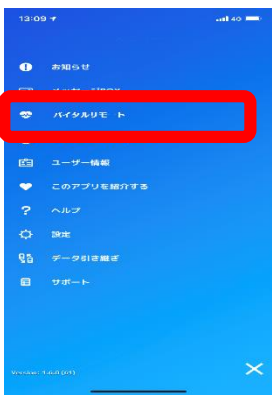 13:09
4G
お知らせ
バイタルリモート
ユーザー情報
このアプリを紹介する
ヘルプ
設定
データ引き継ぎ
サポート